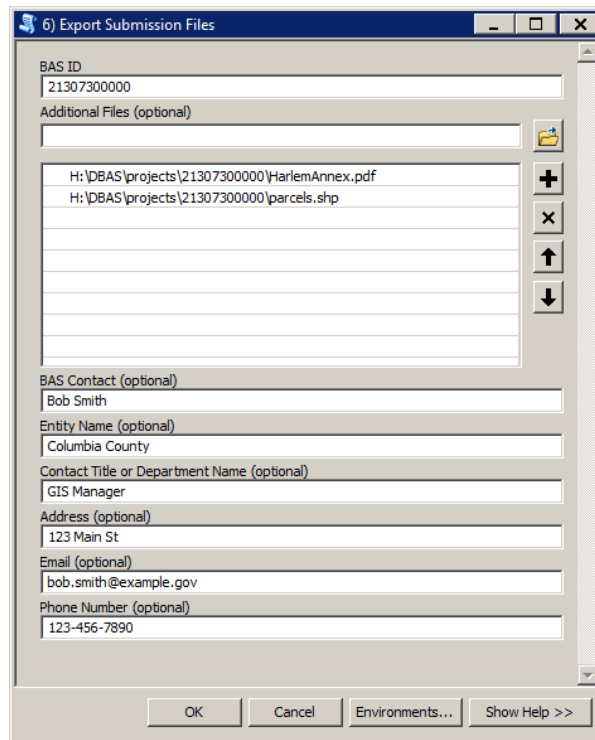 6) Export Submission Files
BAS ID
21307300000
Additional Files (optional)
H:\DBAS\projects\21307300000\HarlemAnnex.pdf
H:\DBAS\projects\21307300000\parcels.shp
BAS Contact (optional)
Bob Smith
Entity Name (optional)
Columbia County
Contact Title or Department Name (optional)
GIS Manager
Address (optional)
123 Main St
Email (optional)
bob.smith@example.gov
Phone Number (optional)
123-456-7890
OK Cancel Environments... Show Help >>